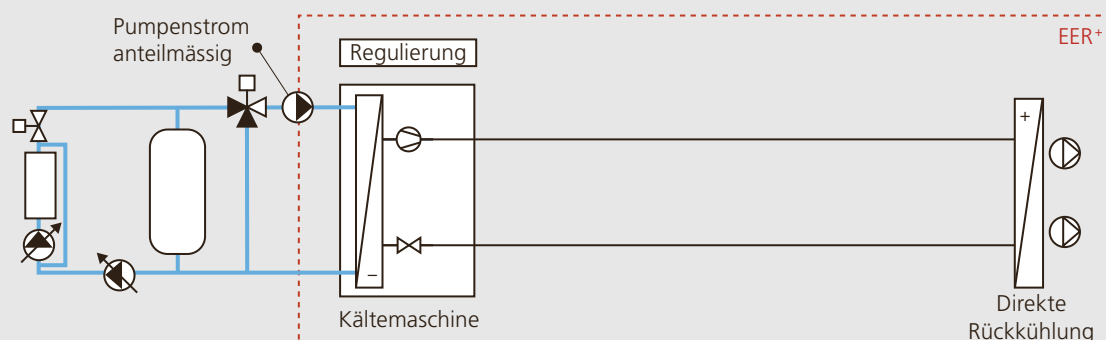 Pumpenstrom
anteilmässig
Regulierung
EER⁺
+
–
Kältemaschine
Direkte
Rückkühlung